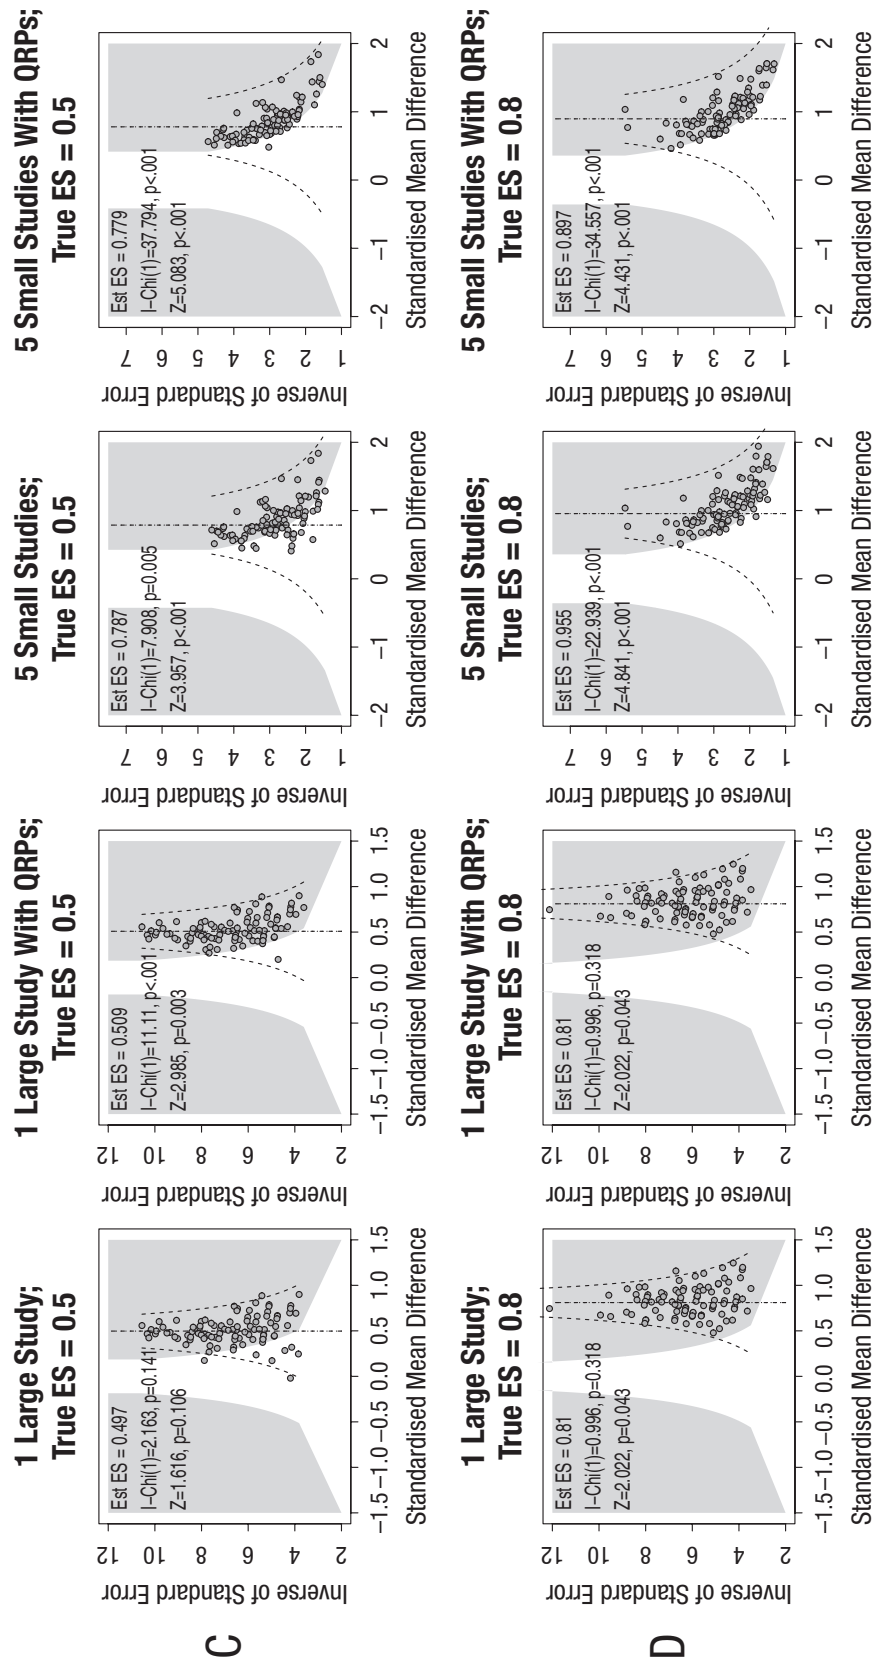 C
1 Large Study;
True ES = 0.5
Inverse of Standard Error
12
10
8
6
4
2
Est ES = 0.497
I−Chi(1)=2.163, p=0.141
Z=1.616, p=0.106
−1.5 −1.0 −0.5 0.0 0.5 1.0 1.5
Standardised Mean Difference
1 Large Study With QRPs;
True ES = 0.5
Inverse of Standard Error
12
10
8
6
4
2
Est ES = 0.509
I−Chi(1)=11.11, p<.001
Z=2.985, p=0.003
−1.5 −1.0 −0.5 0.0 0.5 1.0 1.5
Standardised Mean Difference
5 Small Studies;
True ES = 0.5
Inverse of Standard Error
7
6
5
4
3
2
1
Est ES = 0.787
I−Chi(1)=7.908, p=0.005
Z=3.957, p<.001
−2 −1 0 1 2
Standardised Mean Difference
5 Small Studies With QRPs;
True ES = 0.5
Inverse of Standard Error
7
6
5
4
3
2
1
Est ES = 0.779
I−Chi(1)=37.794, p<.001
Z=5.083, p<.001
−2 −1 0 1 2
Standardised Mean Difference
D
1 Large Study;
True ES = 0.8
Inverse of Standard Error
12
10
8
6
4
2
Est ES = 0.81
I−Chi(1)=0.996, p=0.318
Z=2.022, p=0.043
−1.5 −1.0 −0.5 0.0 0.5 1.0 1.5
Standardised Mean Difference
1 Large Study With QRPs;
True ES = 0.8
Inverse of Standard Error
12
10
8
6
4
2
Est ES = 0.81
I−Chi(1)=0.996, p=0.318
Z=2.022, p=0.043
−1.5 −1.0 −0.5 0.0 0.5 1.0 1.5
Standardised Mean Difference
5 Small Studies;
True ES = 0.8
Inverse of Standard Error
7
6
5
4
3
2
1
Est ES = 0.955
I−Chi(1)=22.939, p<.001
Z=4.841, p<.001
−2 −1 0 1 2
Standardised Mean Difference
5 Small Studies With QRPs;
True ES = 0.8
Inverse of Standard Error
7
6
5
4
3
2
1
Est ES = 0.897
I−Chi(1)=34.557, p<.001
Z=4.431, p<.001
−2 −1 0 1 2
Standardised Mean Difference